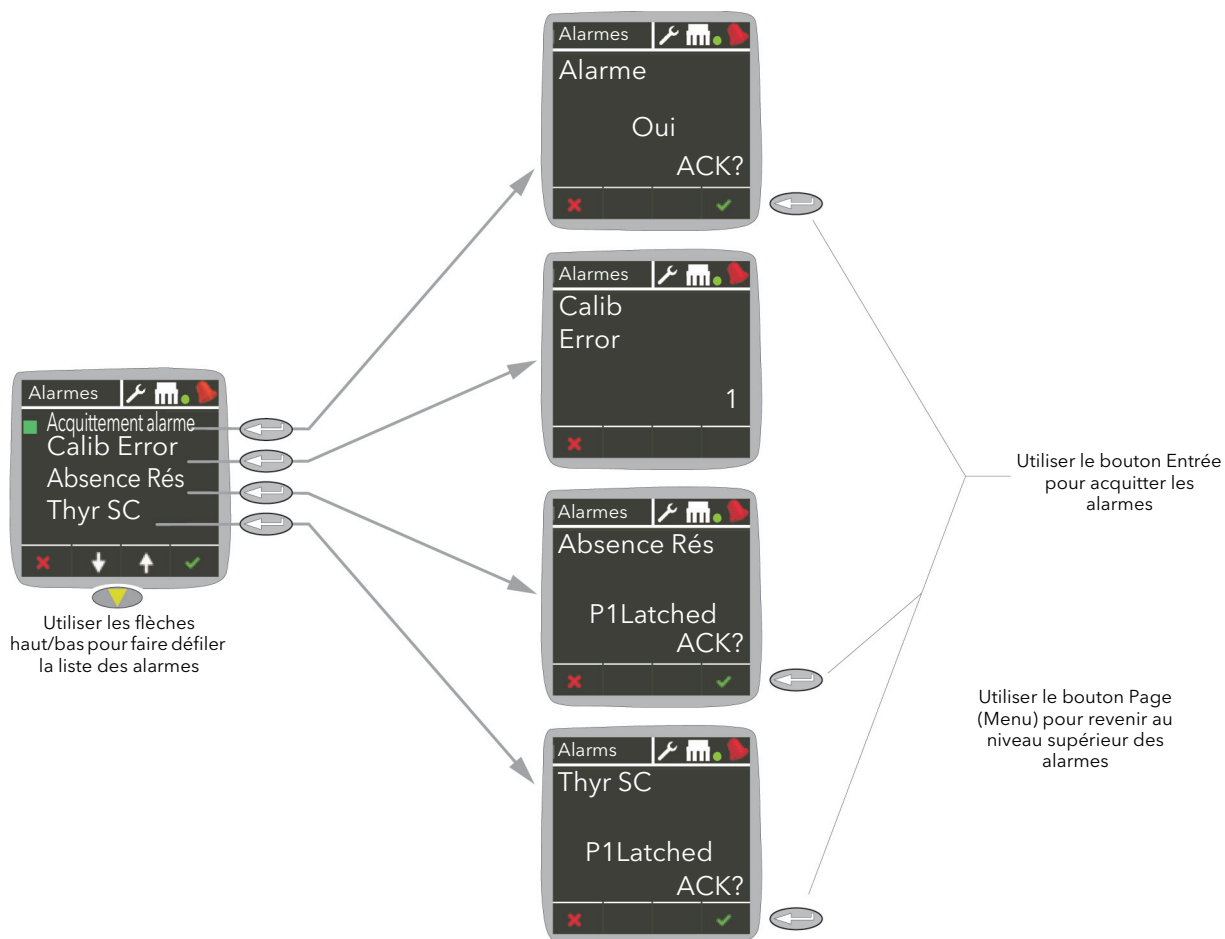 Alarmes
Alarme
Oui
ACK?
Alarmes
Calib
Error
1
Alarmes
Acquittement alarme
Calib Error
Absence Rés
Thyr SC
Utiliser les flèches
haut/bas pour faire défiler
la liste des alarmes
Alarmes
Absence Rés
P1Latched
ACK?
Alarms
Thyr SC
P1Latched
ACK?
Utiliser le bouton Entrée
pour acquitter les
alarmes
Utiliser le bouton Page
(Menu) pour revenir au
niveau supérieur des
alarmes